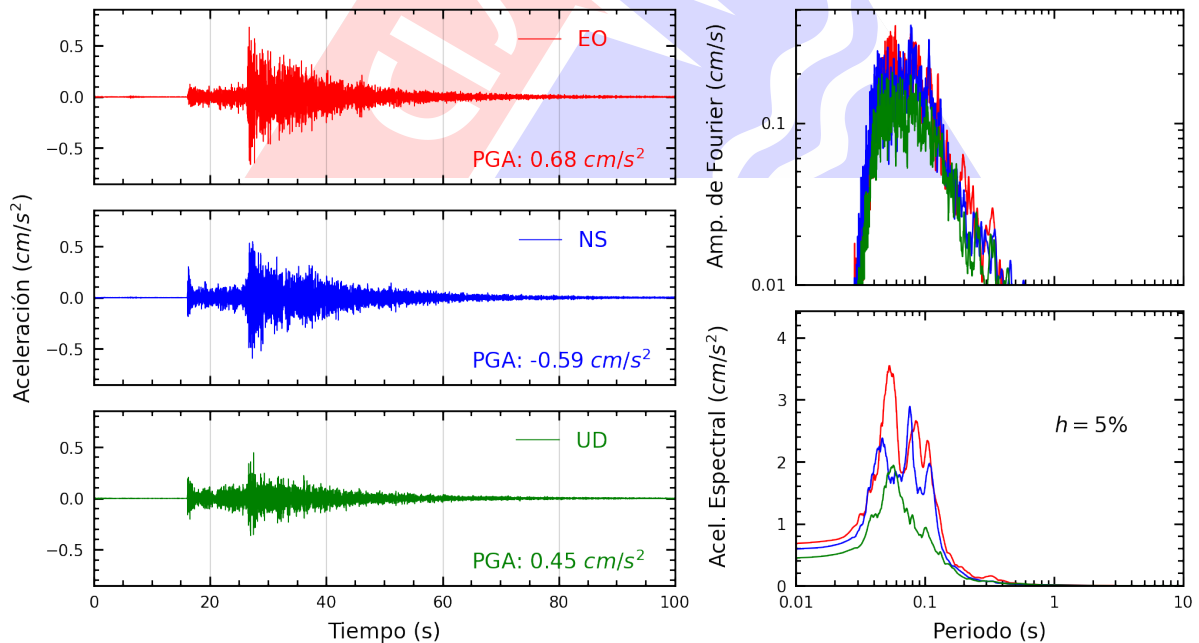 EO
0.5
0.0
−0.5
PGA: 0.68 cm/s²
NS
0.5
0.0
−0.5
PGA: -0.59 cm/s²
UD
0.5
0.0
−0.5
PGA: 0.45 cm/s²
Aceleración (cm/s²)
0 20 40 60 80 100
Tiempo (s)
Amp. de Fourier (cm/s)
0.1
0.01
Acel. Espectral (cm/s²)
4
3
2
1
0
h = 5%
0.01 0.1 1 10
Periodo (s)